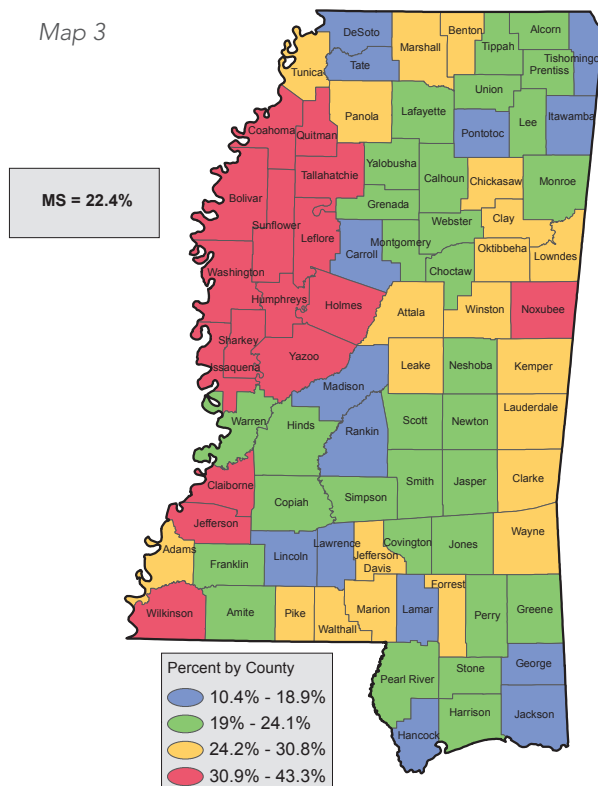 Map 3
MS = 22.4%
DeSoto
Benton
Alcorn
Marshall
Tippah
Tishomingo
Tate
Prentiss
Tunica
Union
Panola
Lafayette
Lee
Itawamba
Pontotoc
Coahoma
Quitman
Yalobusha
Tallahatchie
Calhoun
Chickasaw
Monroe
Bolivar
Grenada
Sunflower
Webster
Clay
Leflore
Montgomery
Oktibbeha
Carroll
Lowndes
Washington
Choctaw
Humphreys
Holmes
Attala
Winston
Noxubee
Sharkey
Yazoo
Issaquena
Leake
Neshoba
Kemper
Madison
Lauderdale
Warren
Hinds
Rankin
Scott
Newton
Claiborne
Smith
Jasper
Clarke
Copiah
Simpson
Jefferson
Lawrence
Wayne
Adams
Covington
Jones
Franklin
Lincoln
Jefferson
Davis
Forrest
Wilkinson
Amite
Pike
Marion
Lamar
Perry
Greene
Walthall
Percent by County
10.4% - 18.9%
19% - 24.1%
24.2% - 30.8%
30.9% - 43.3%
Stone
George
Pearl River
Harrison
Jackson
Hancock